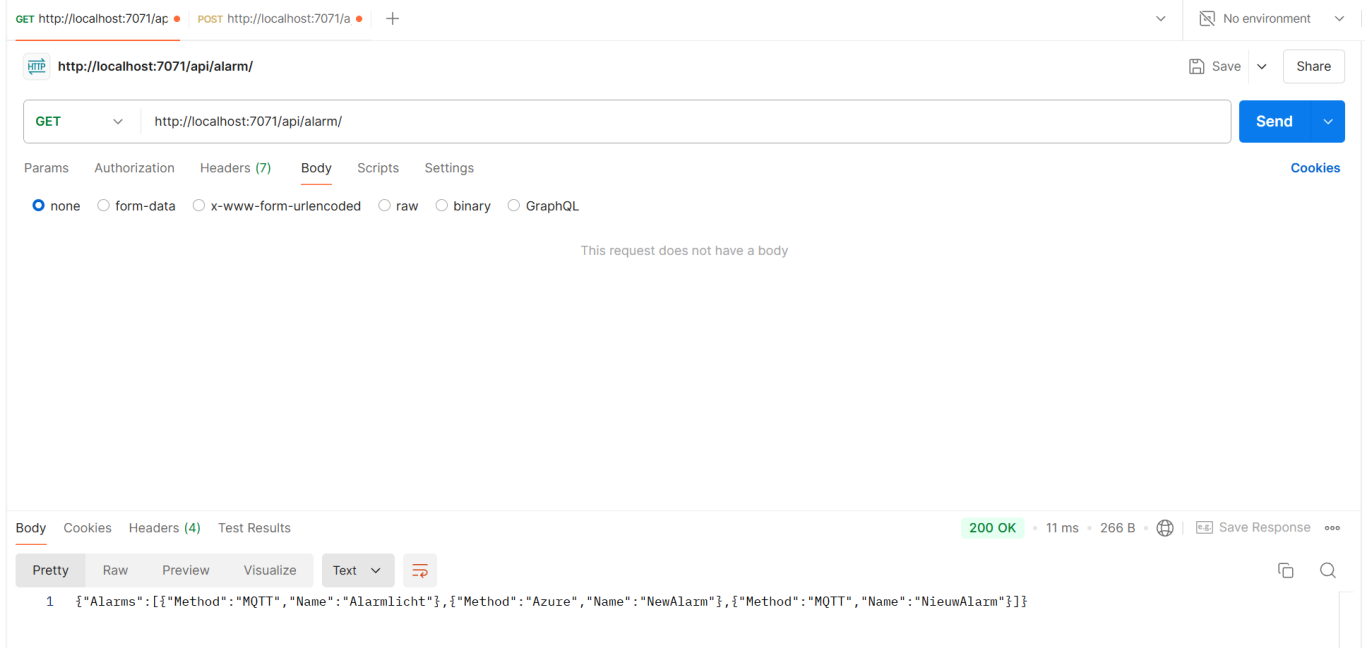 GET http://localhost:7071/ap POST http://localhost:7071/a No environment
HTTP http://localhost:7071/api/alarm/ Save Share
GET http://localhost:7071/api/alarm/ Send
Params Authorization Headers (7) Body Scripts Settings Cookies
none form-data x-www-form-urlencoded raw binary GraphQL
This request does not have a body
Body Cookies Headers (4) Test Results 200 OK 11 ms 266 B e.g. Save Response
Pretty Raw Preview Visualize Text
1 {"Alarms":[{"Method":"MQTT","Name":"Alarmlicht"},{"Method":"Azure","Name":"NewAlarm"},{"Method":"MQTT","Name":"NieuwAlarm"}]}